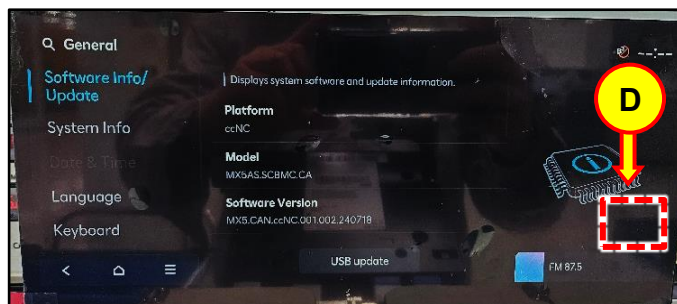 General
Software Info/
Update
System Info
Date & Time
Language
Keyboard
Displays system software and update information.
Platform
ccNC
Model
MX5AS.SCBMC.CA
Software Version
MX5.CAN.ccNC.001.002.240718
USB update
FM 87.5
--:--
D